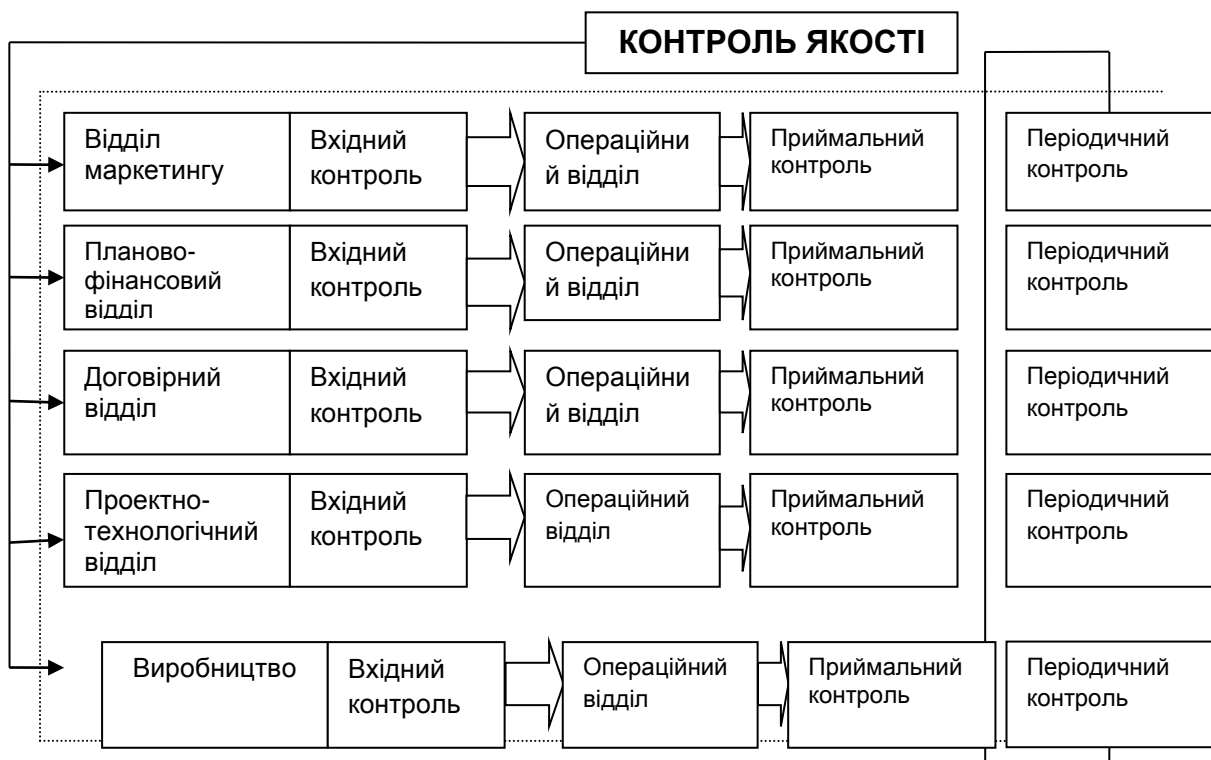 КОНТРОЛЬ ЯКОСТІ
Відділ
маркетингу
Вхідний
контроль
Операційни
й відділ
Приймальний
контроль
Періодичний
контроль
Планово-
фінансовий
відділ
Вхідний
контроль
Операційни
й відділ
Приймальний
контроль
Періодичний
контроль
Договірний
відділ
Вхідний
контроль
Операційни
й відділ
Приймальний
контроль
Періодичний
контроль
Проектно-
технологічний
відділ
Вхідний
контроль
Операційний
відділ
Приймальний
контроль
Періодичний
контроль
Виробництво
Вхідний
контроль
Операційний
відділ
Приймальний
контроль
Періодичний
контроль